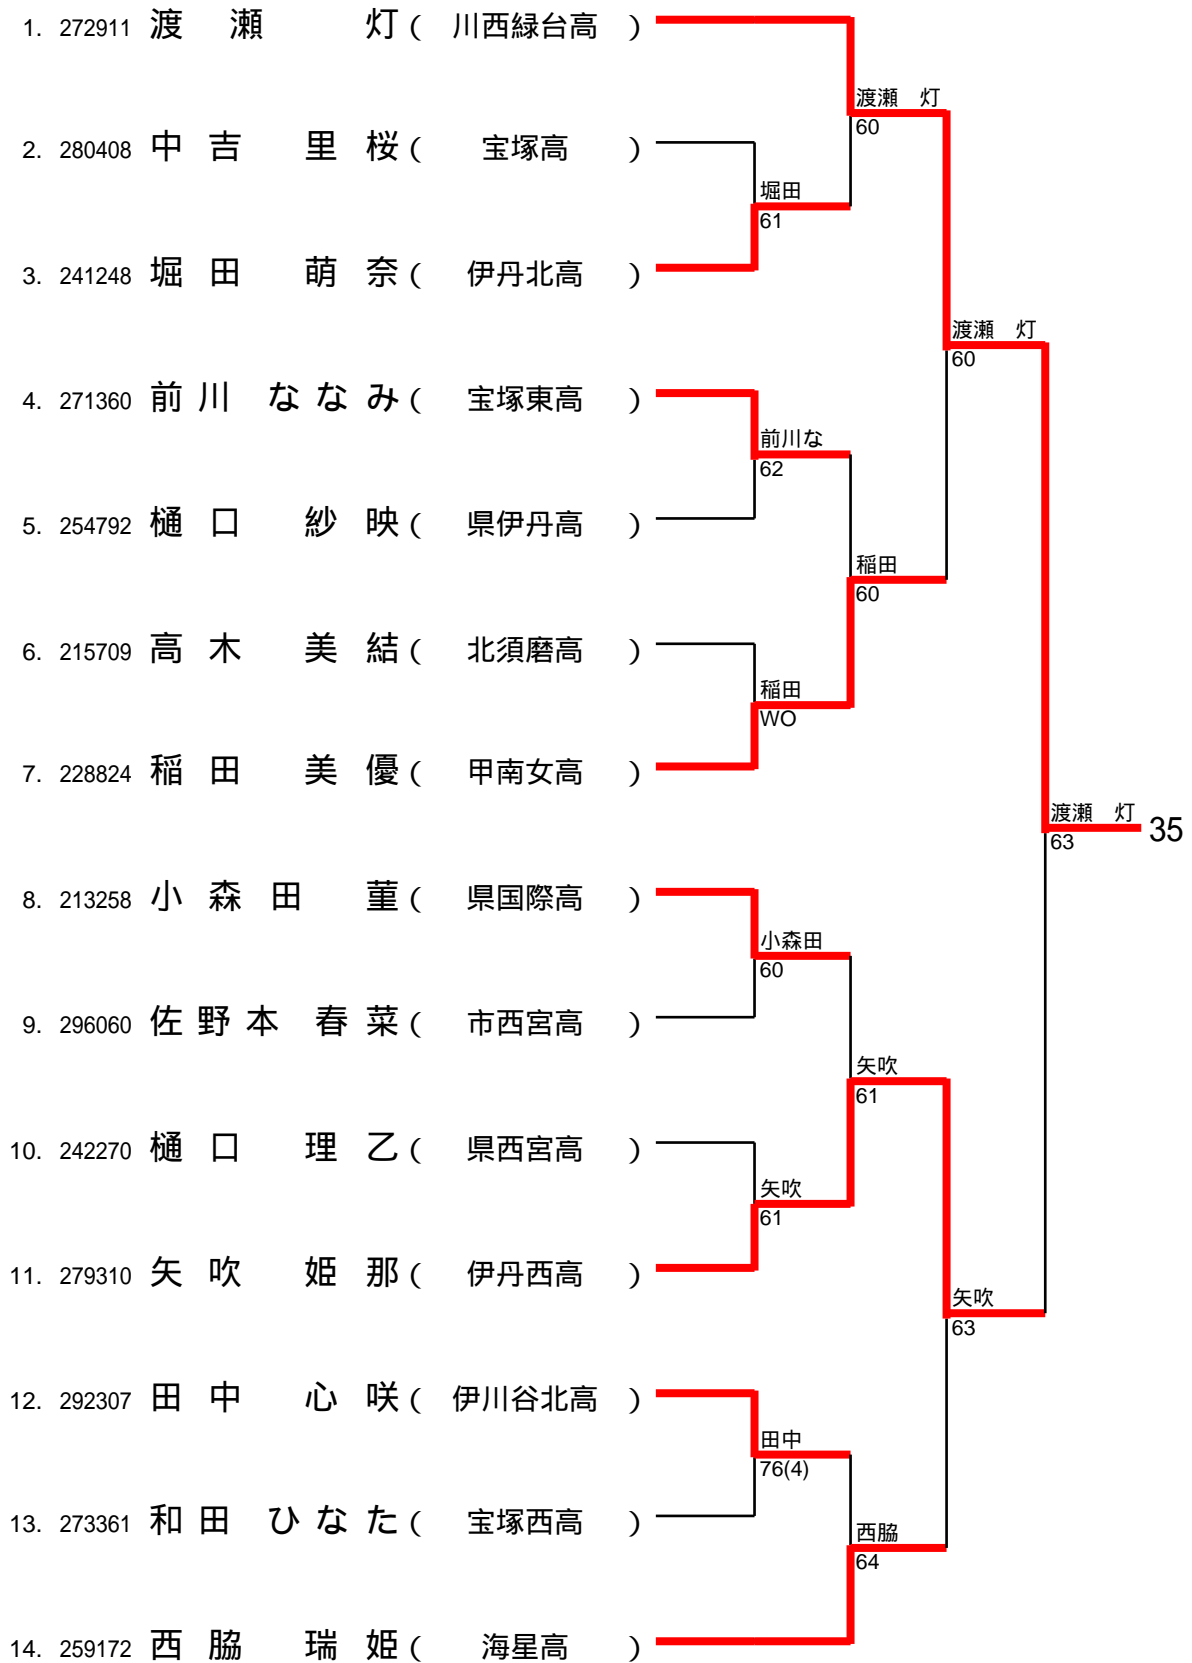 1. 272911 渡瀬 灯 ( 川西緑台高 )
渡瀬 灯
60
2. 280408 中吉 里桜 ( 宝塚高 )
堀田
61
3. 241248 堀田 萌奈 ( 伊丹北高 )
渡瀬 灯
60
4. 271360 前川 ななみ ( 宝塚東高 )
前川な
62
5. 254792 樋口 紗映 ( 県伊丹高 )
稲田
60
6. 215709 高木 美結 ( 北須磨高 )
稲田
WO
7. 228824 稲田 美優 ( 甲南女高 )
渡瀬 灯 35
63
8. 213258 小森田 菫 ( 県国際高 )
小森田
60
9. 296060 佐野本 春菜 ( 市西宮高 )
矢吹
61
10. 242270 樋口 理乙 ( 県西宮高 )
矢吹
61
11. 279310 矢吹 姫那 ( 伊丹西高 )
矢吹
63
12. 292307 田中 心咲 ( 伊川谷北高 )
田中
76(4)
13. 273361 和田 ひなた ( 宝塚西高 )
西脇
64
14. 259172 西脇 瑞姫 ( 海星高 )